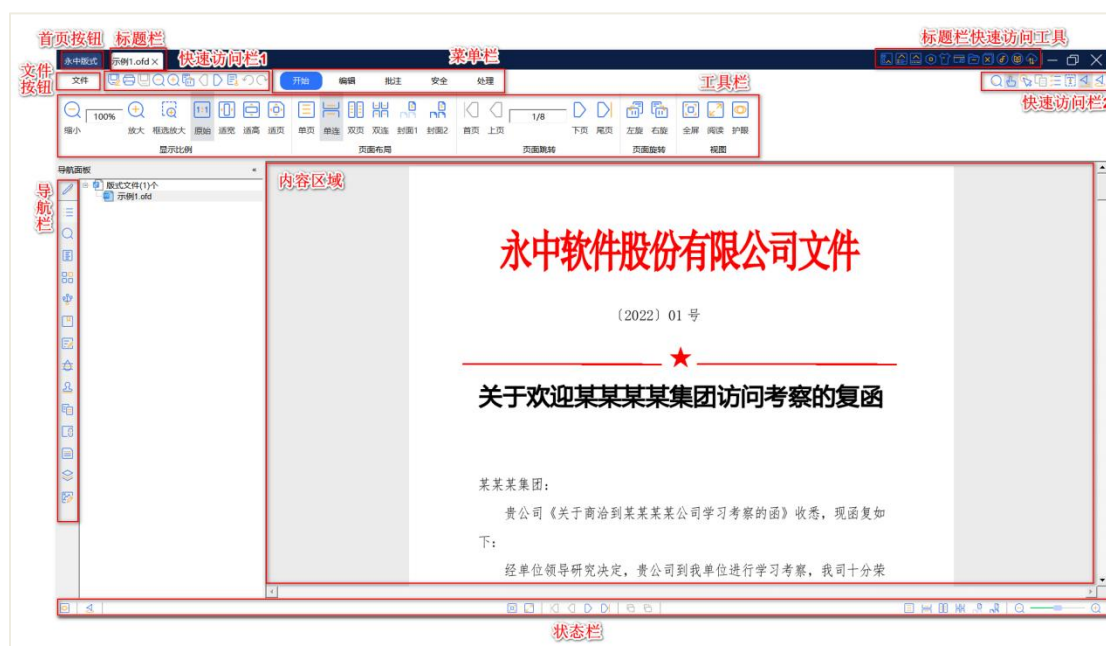 首页按钮 标题栏 标题栏快速访问工具
永中版式 示例1.ofd × 快速访问栏1 菜单栏
文件按钮 文件 开始 编辑 批注 安全 处理 工具栏 快速访问栏2
100% 1:1 1/8
缩小 放大 框选放大 原始 适宽 适高 适页 单页 单连 双页 双连 封面1 封面2 首页 上页 下页 尾页 左旋 右旋 全屏 阅读 护眼
显示比例 页面布局 页面跳转 页面旋转 视图
导航面板
导航栏
版式文件(1)个
示例1.ofd
内容区域
永中软件股份有限公司文件
〔2022〕01 号
关于欢迎某某某某集团访问考察的复函
某某某集团：
贵公司《关于商洽到某某某某公司学习考察的函》收悉，现函复如
下：
经单位领导研究决定，贵公司到我单位进行学习考察，我司十分荣
状态栏